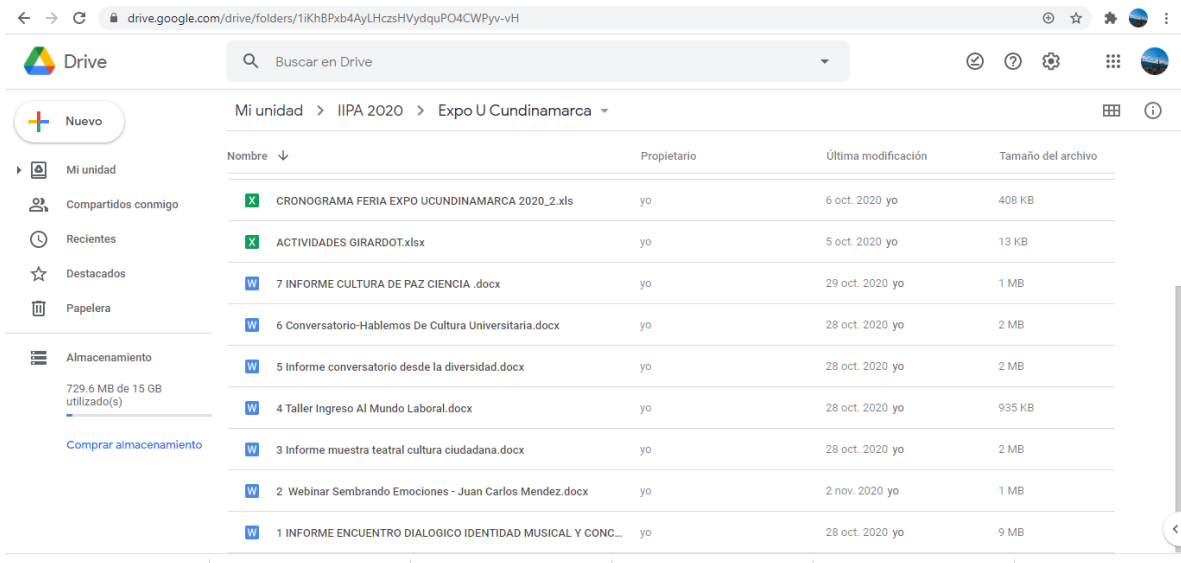 drive.google.com/drive/folders/1iKhBPxb4AyLHczsHVydquPO4CWPyv-vH
Drive
Buscar en Drive
Nuevo
Mi unidad > IIPA 2020 > Expo U Cundinamarca
Nombre Propietario Última modificación Tamaño del archivo
Mi unidad
Compartidos conmigo
Recientes
Destacados
Papelera
Almacenamiento
729.6 MB de 15 GB
utilizado(s)
Comprar almacenamiento
X CRONOGRAMA FERIA EXPO UCUNDINAMARCA 2020_2.xls yo 6 oct. 2020 yo 408 KB
X ACTIVIDADES GIRARDOT.xlsx yo 5 oct. 2020 yo 13 KB
W 7 INFORME CULTURA DE PAZ CIENCIA .docx yo 29 oct. 2020 yo 1 MB
W 6 Conversatorio-Hablemos De Cultura Universitaria.docx yo 28 oct. 2020 yo 2 MB
W 5 Informe conversatorio desde la diversidad.docx yo 28 oct. 2020 yo 2 MB
W 4 Taller Ingreso Al Mundo Laboral.docx yo 28 oct. 2020 yo 935 KB
W 3 Informe muestra teatral cultura ciudadana.docx yo 28 oct. 2020 yo 2 MB
W 2 Webinar Sembrando Emociones - Juan Carlos Mendez.docx yo 2 nov. 2020 yo 1 MB
W 1 INFORME ENCUENTRO DIALOGICO IDENTIDAD MUSICAL Y CONC... yo 28 oct. 2020 yo 9 MB